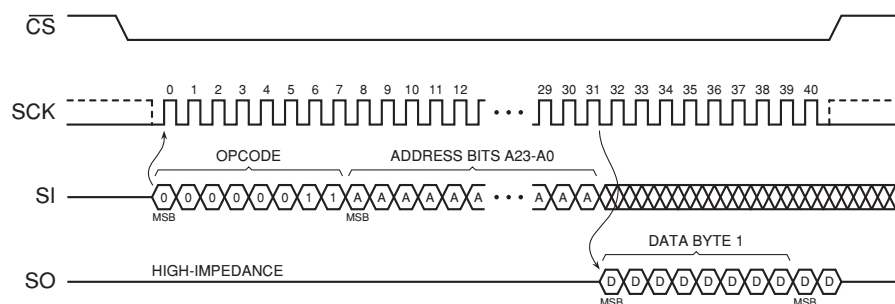 CS
0 1 2 3 4 5 6 7 8 9 10 11 12 29 30 31 32 33 34 35 36 37 38 39 40
SCK
OPCODE ADDRESS BITS A23-A0
SI 0 0 0 0 0 0 1 1 A A A A A A A A A
MSB MSB
DATA BYTE 1
SO HIGH-IMPEDANCE D D D D D D D D D D
MSB MSB